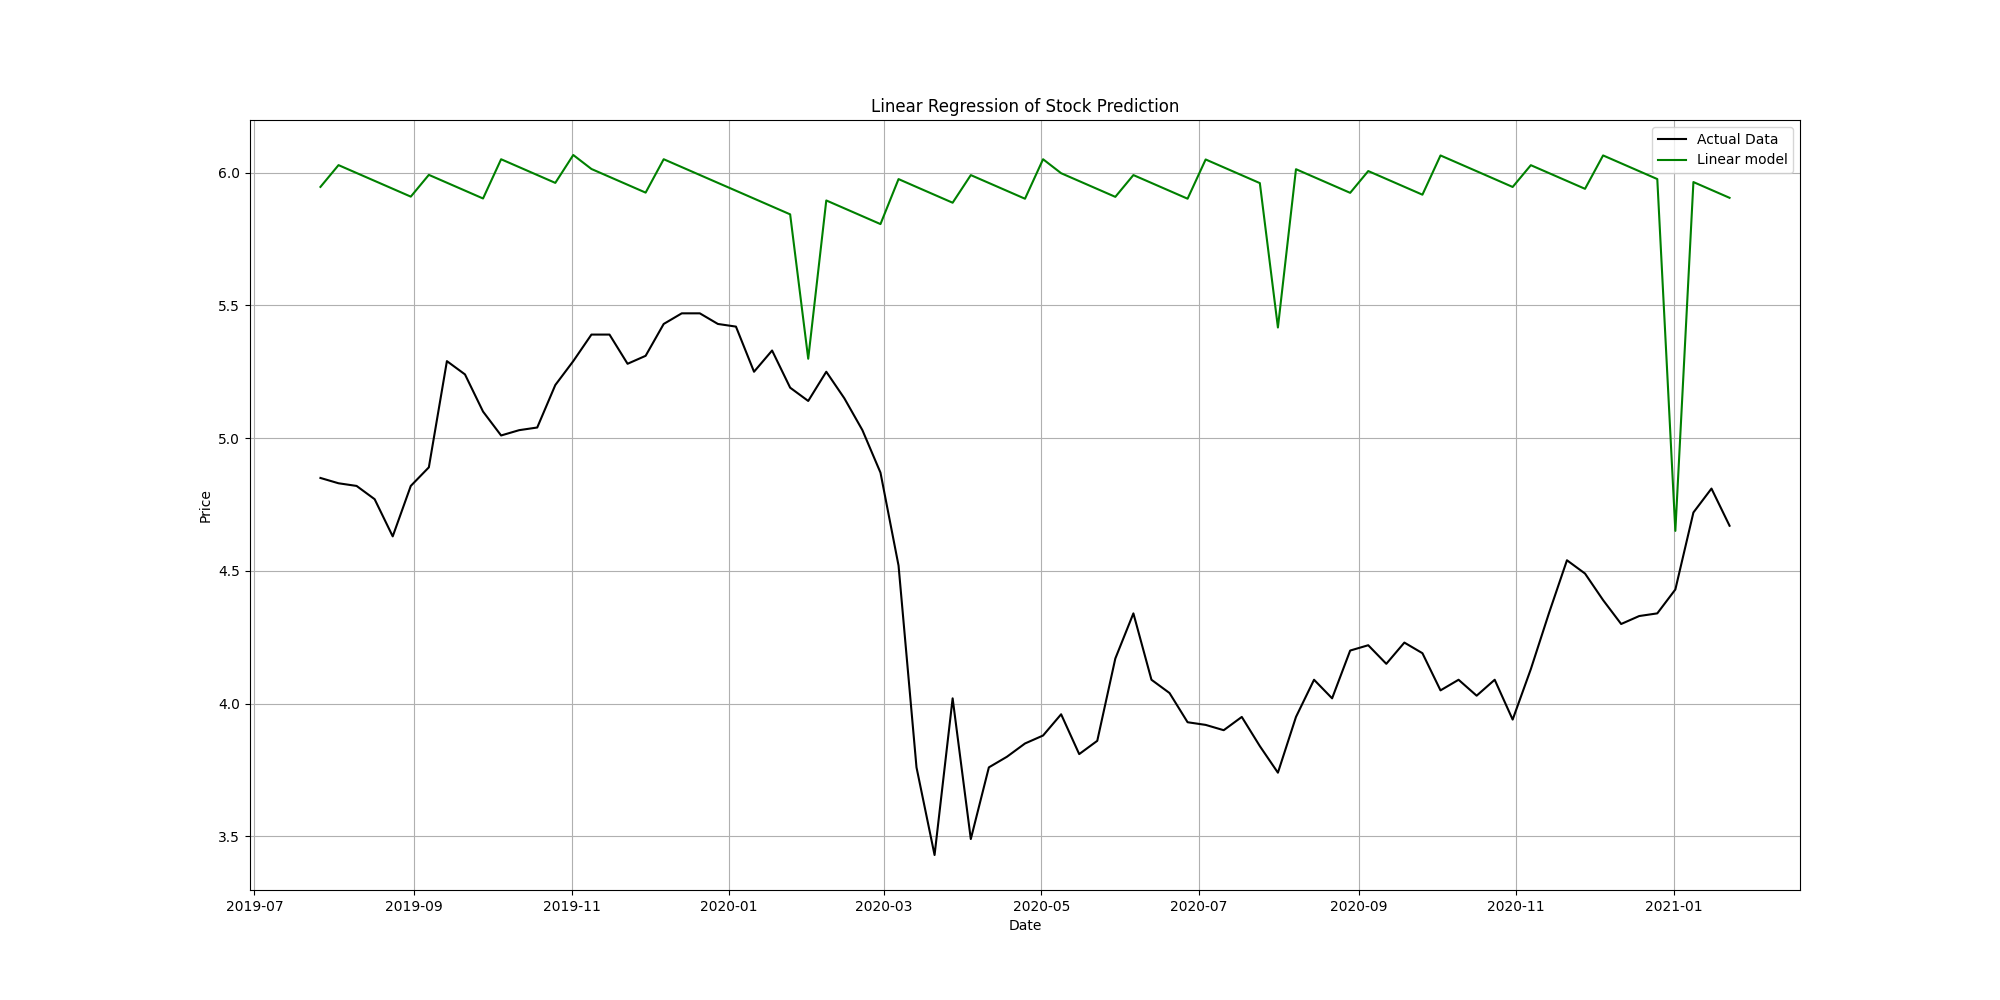 Linear Regression of Stock Prediction
Actual Data
Linear model
6.0
5.5
5.0
4.5
4.0
3.5
Price
2019-07 2019-09 2019-11 2020-01 2020-03 2020-05 2020-07 2020-09 2020-11 2021-01
Date